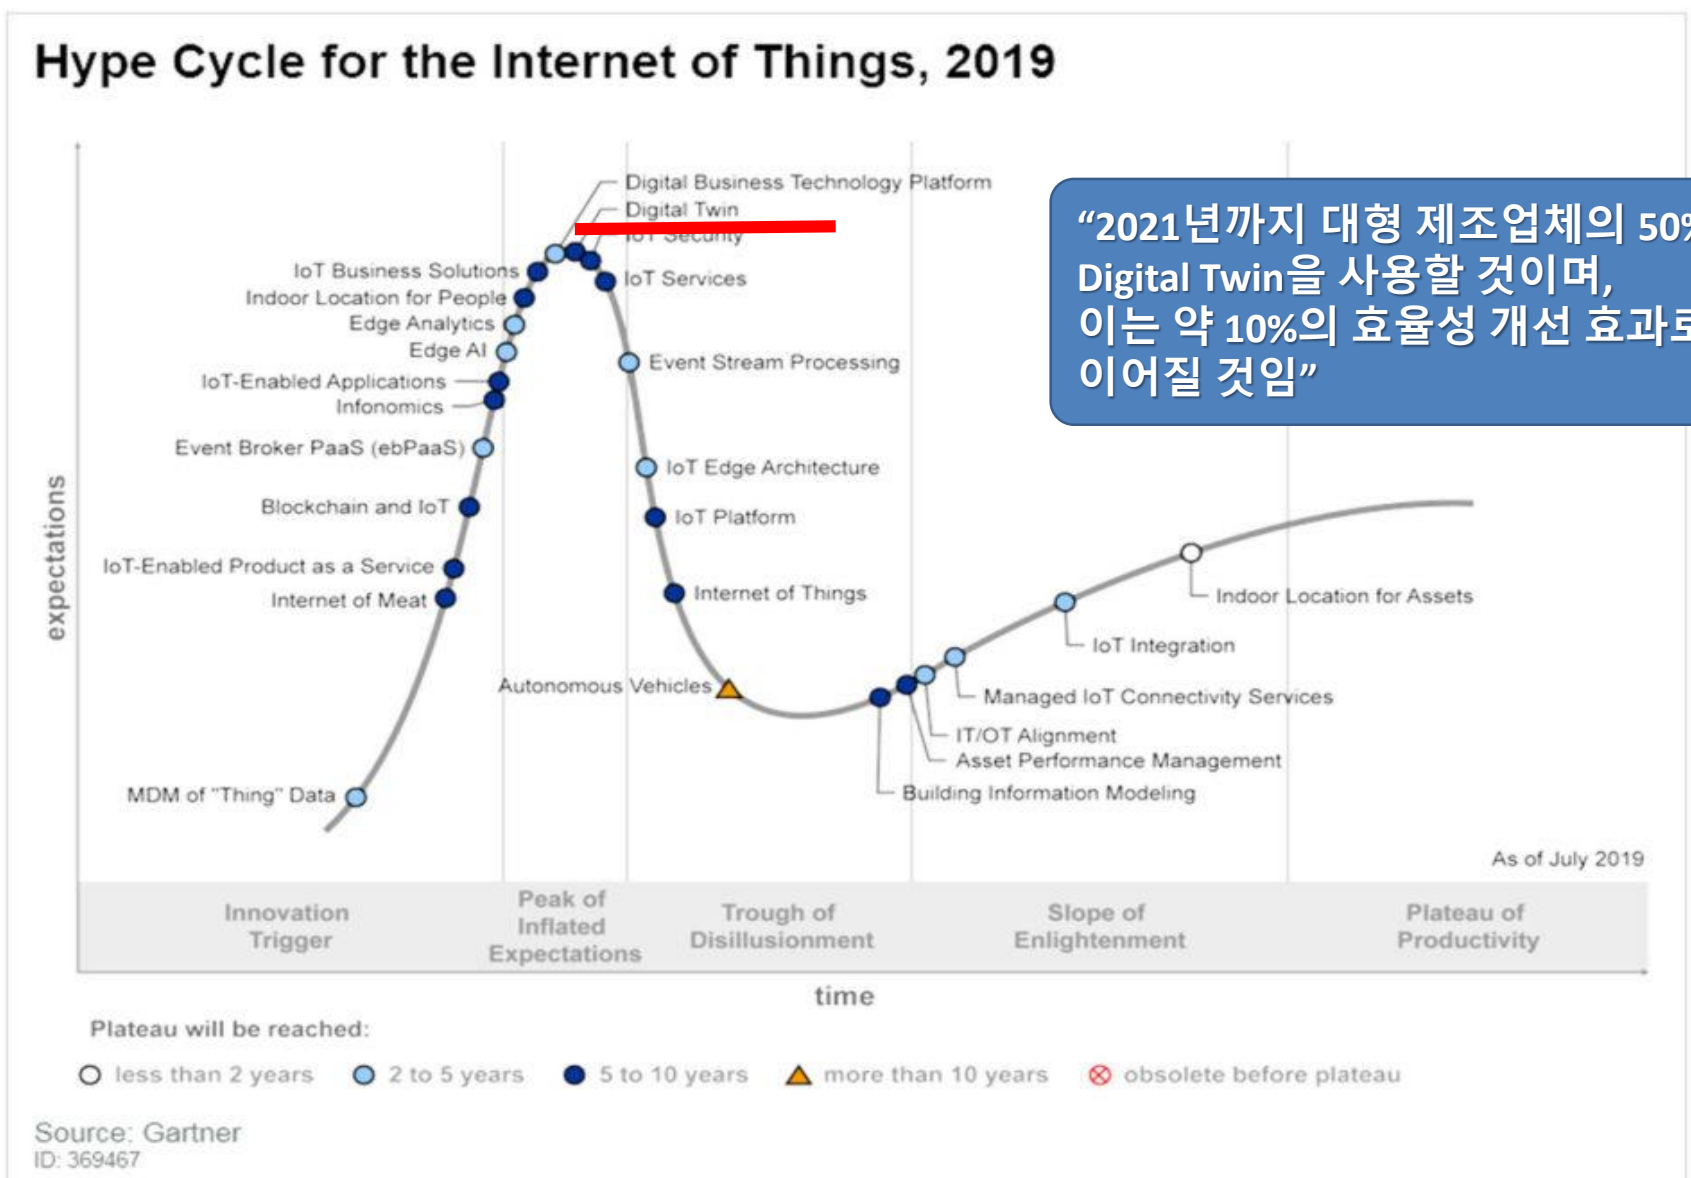 Hype Cycle for the Internet of Things, 2019
Digital Business Technology Platform
Digital Twin
IoT Security
IoT Services
IoT Business Solutions
Indoor Location for People
Edge Analytics
Edge AI
IoT-Enabled Applications
Infonomics
Event Broker PaaS (ebPaaS)
Blockchain and IoT
IoT-Enabled Product as a Service
Internet of Meat
MDM of "Thing" Data
Event Stream Processing
IoT Edge Architecture
IoT Platform
Internet of Things
Autonomous Vehicles
Indoor Location for Assets
IoT Integration
Managed IoT Connectivity Services
IT/OT Alignment
Asset Performance Management
Building Information Modeling
“2021년까지 대형 제조업체의 50%
Digital Twin을 사용할 것이며,
이는 약 10%의 효율성 개선 효과로
이어질 것임”
expectations
As of July 2019
Innovation
Trigger
Peak of
Inflated
Expectations
Trough of
Disillusionment
Slope of
Enlightenment
Plateau of
Productivity
time
Plateau will be reached:
less than 2 years
2 to 5 years
5 to 10 years
more than 10 years
obsolete before plateau
Source: Gartner
ID: 369467